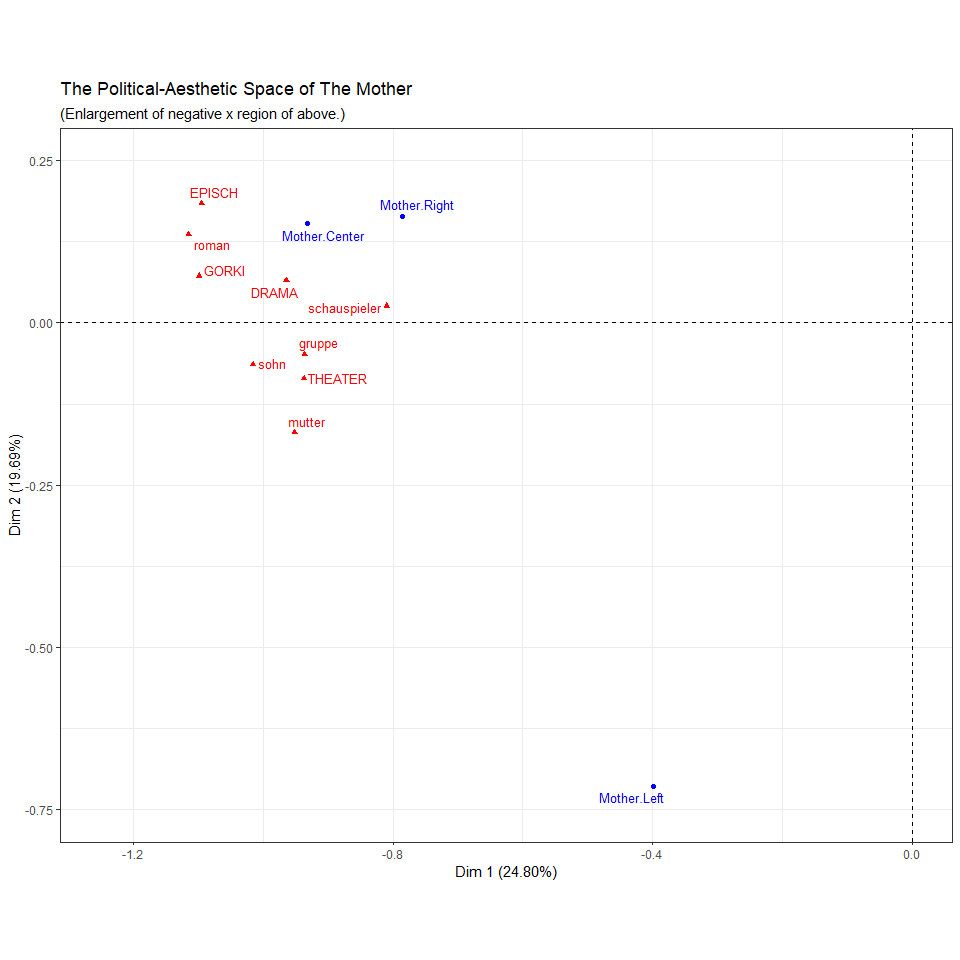 The Political-Aesthetic Space of The Mother
(Enlargement of negative x region of above.)
0.25
EPISCH
Mother.Right
Mother.Center
roman
GORKI
DRAMA
schauspieler
0.00
gruppe
sohn
THEATER
mutter
-0.25
Dim 2 (19.69%)
-0.50
Mother.Left
-0.75
-1.2
-0.8
-0.4
0.0
Dim 1 (24.80%)